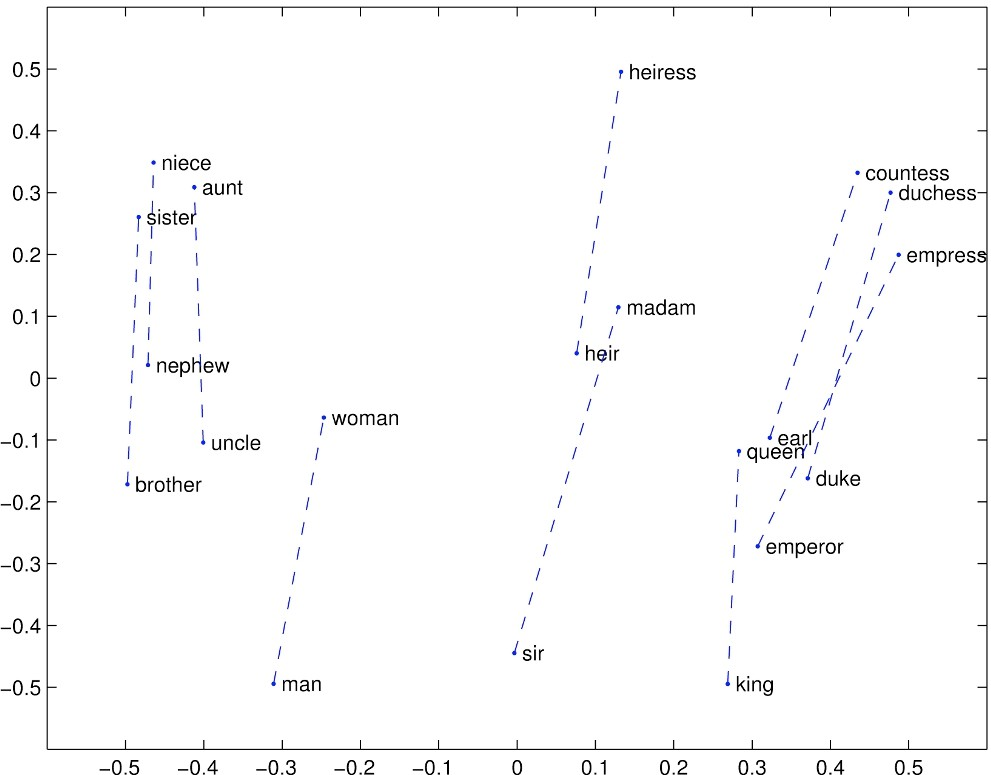 0.5
0.4
0.3
0.2
0.1
0
−0.1
−0.2
−0.3
−0.4
−0.5
heiress
niece
countess
aunt
duchess
sister
empress
madam
heir
nephew
woman
earl
uncle
queen
duke
brother
emperor
sir
man
king
−0.5 −0.4 −0.3 −0.2 −0.1 0 0.1 0.2 0.3 0.4 0.5